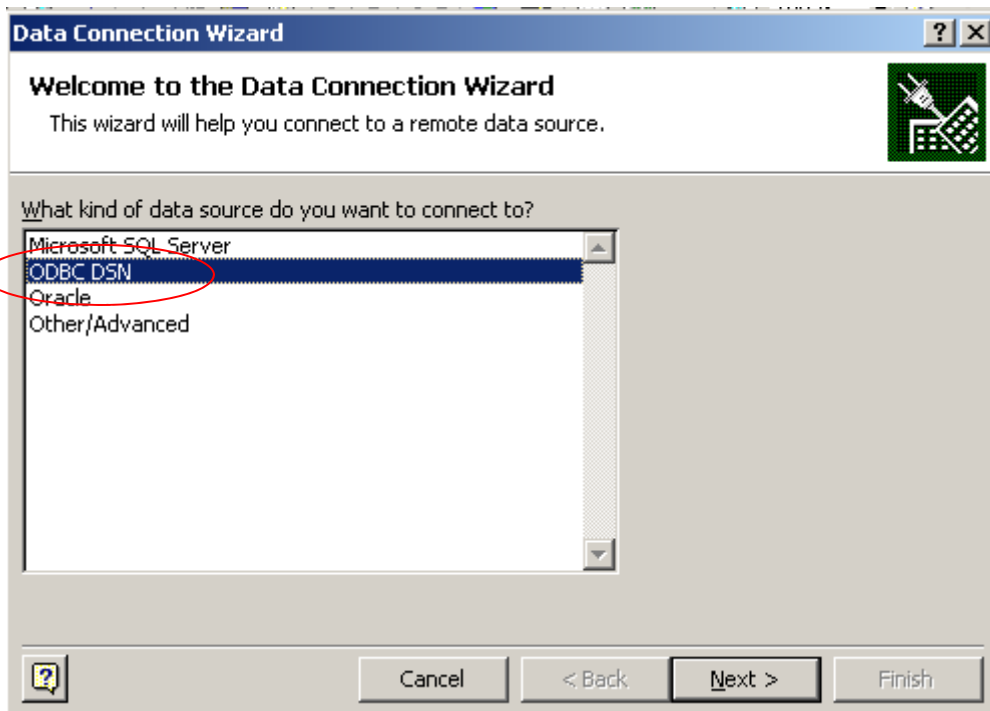 Data Connection Wizard
Welcome to the Data Connection Wizard
This wizard will help you connect to a remote data source.
What kind of data source do you want to connect to?
Microsoft SQL Server
ODBC DSN
Oracle
Other/Advanced
Cancel
< Back
Next >
Finish